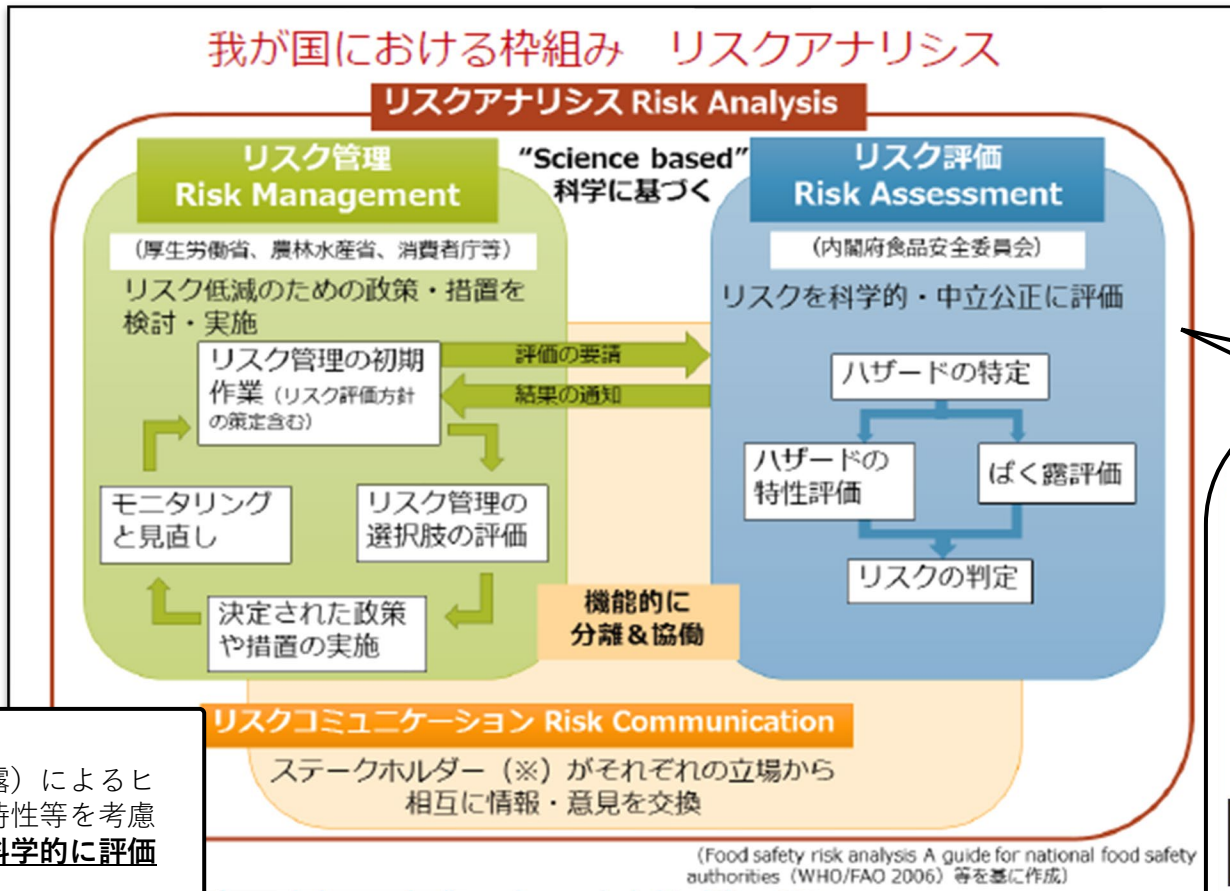 我が国における枠組み　リスクアナリシス
リスクアナリシス Risk Analysis
リスク管理
Risk Management
"Science based"
科学に基づく
リスク評価
Risk Assessment
（厚生労働省、農林水産省、消費者庁等）
リスク低減のための政策・措置を
検討・実施
（内閣府食品安全委員会）
リスクを科学的・中立公正に評価
リスク管理の初期
作業（リスク評価方針
の策定含む）
評価の要請
結果の通知
モニタリング
と見直し
リスク管理の
選択肢の評価
決定された政策
や措置の実施
ハザードの特定
ハザードの
特性評価
ばく露評価
リスクの判定
機能的に
分離＆協働
リスクコミュニケーション Risk Communication
ステークホルダー（※）がそれぞれの立場から
相互に情報・意見を交換
露）によるヒ
特性等を考慮
科学的に評価
(Food safety risk analysis A guide for national food safety
authorities（WHO/FAO 2006）等を基に作成)